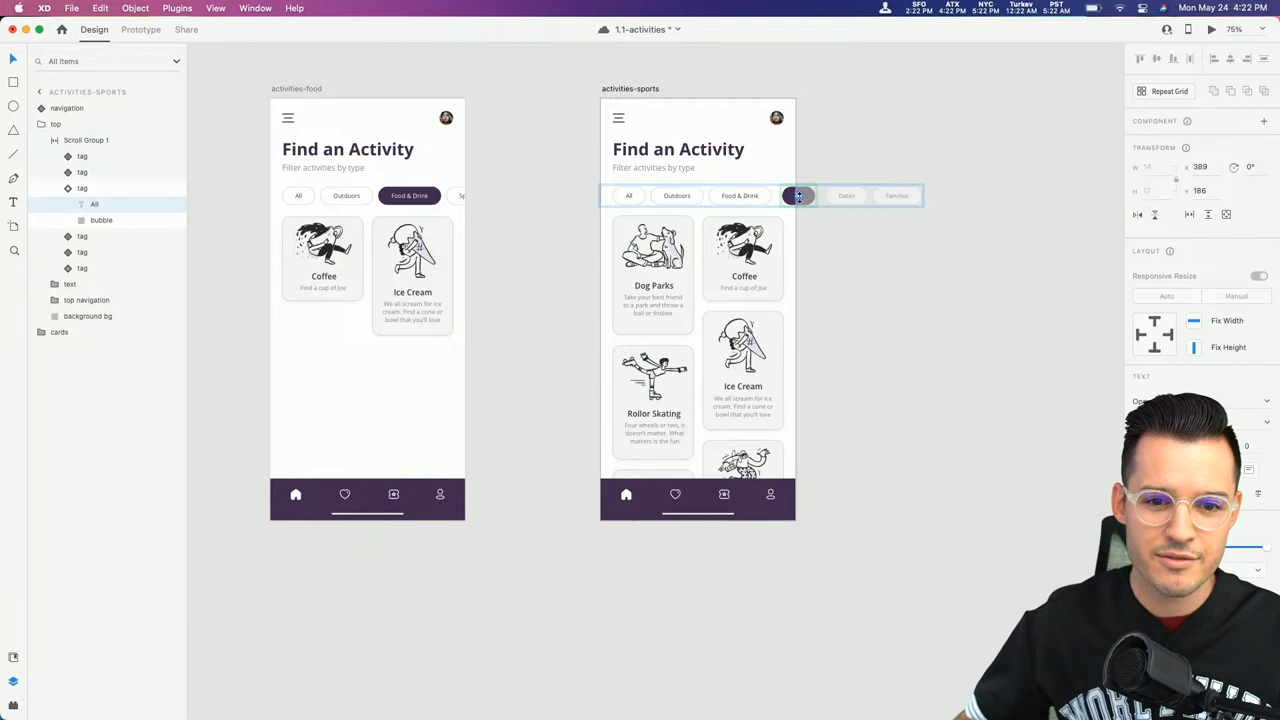 XD File Edit Object Plugins View Window Help
SFO ATX NYC Turkey PST
2:22 PM 4:22 PM 5:22 PM 12:22 AM 2:22 PM
Mon May 24 4:22 PM
Design Prototype Share
1.1-activities *
75%
All Items
ACTIVITIES-SPORTS
navigation
top
Scroll Group 1
tag
tag
tag
All
bubble
tag
tag
tag
text
top navigation
background bg
cards
activities-food
Find an Activity
Filter activities by type
All Outdoors Food & Drink Sp
Coffee
Find a cup of Joe
Ice Cream
We all scream for ice
cream. Find a cone or
bowl that you'll love
activities-sports
Find an Activity
Filter activities by type
All Outdoors Food & Drink Dates Families
Dog Parks
Take your best friend
to a park and throw a
ball or frisbee
Coffee
Find a cup of Joe
Rollor Skating
Four wheels or two, it
doesn't matter. What
matters is the fun
Ice Cream
We all scream for ice
cream. Find a cone or
bowl that you'll love
Repeat Grid
COMPONENT
TRANSFORM
W X 389 0°
H Y 186
LAYOUT
Responsive Resize
Auto Manual
Fix Width
Fix Height
TEXT
0